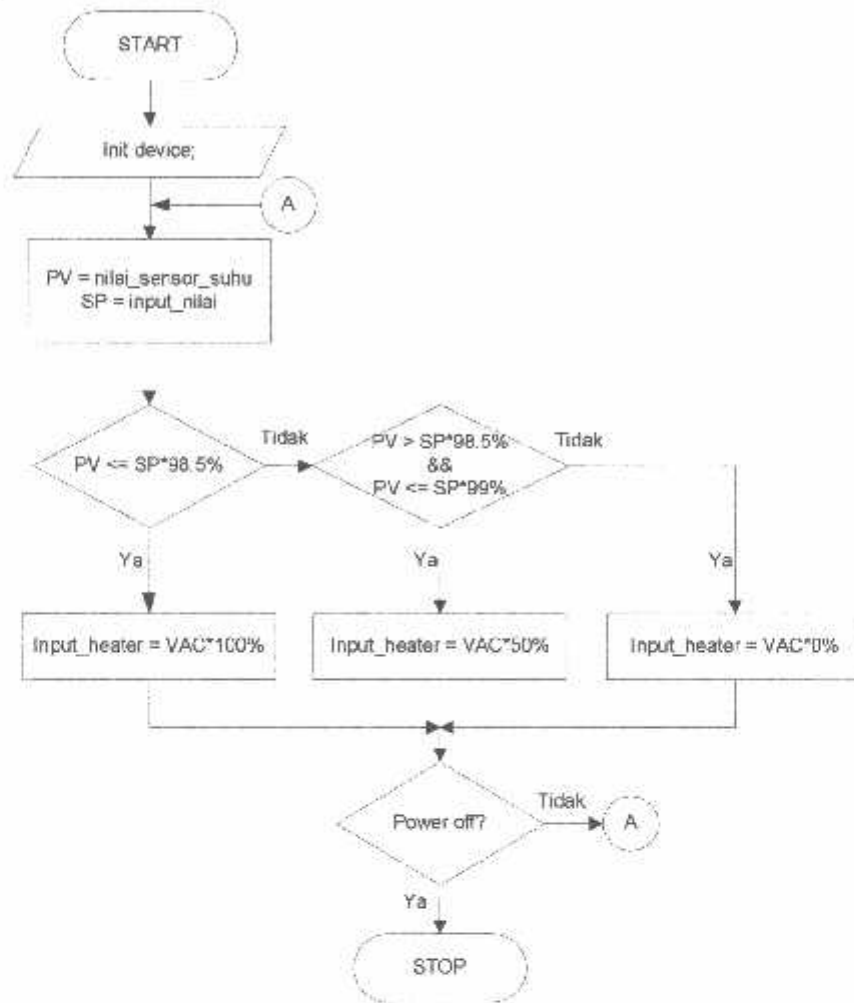 START
Init device;
A
PV = nilai_sensor_suhu
SP = input_nilai
PV <= SP*98.5%
Tidak
PV > SP*98.5%
&&
PV <= SP*99%
Tidak
Ya
Ya
Ya
Input_heater = VAC*100%
Input_heater = VAC*50%
Input_heater = VAC*0%
Power off?
Tidak
A
Ya
STOP